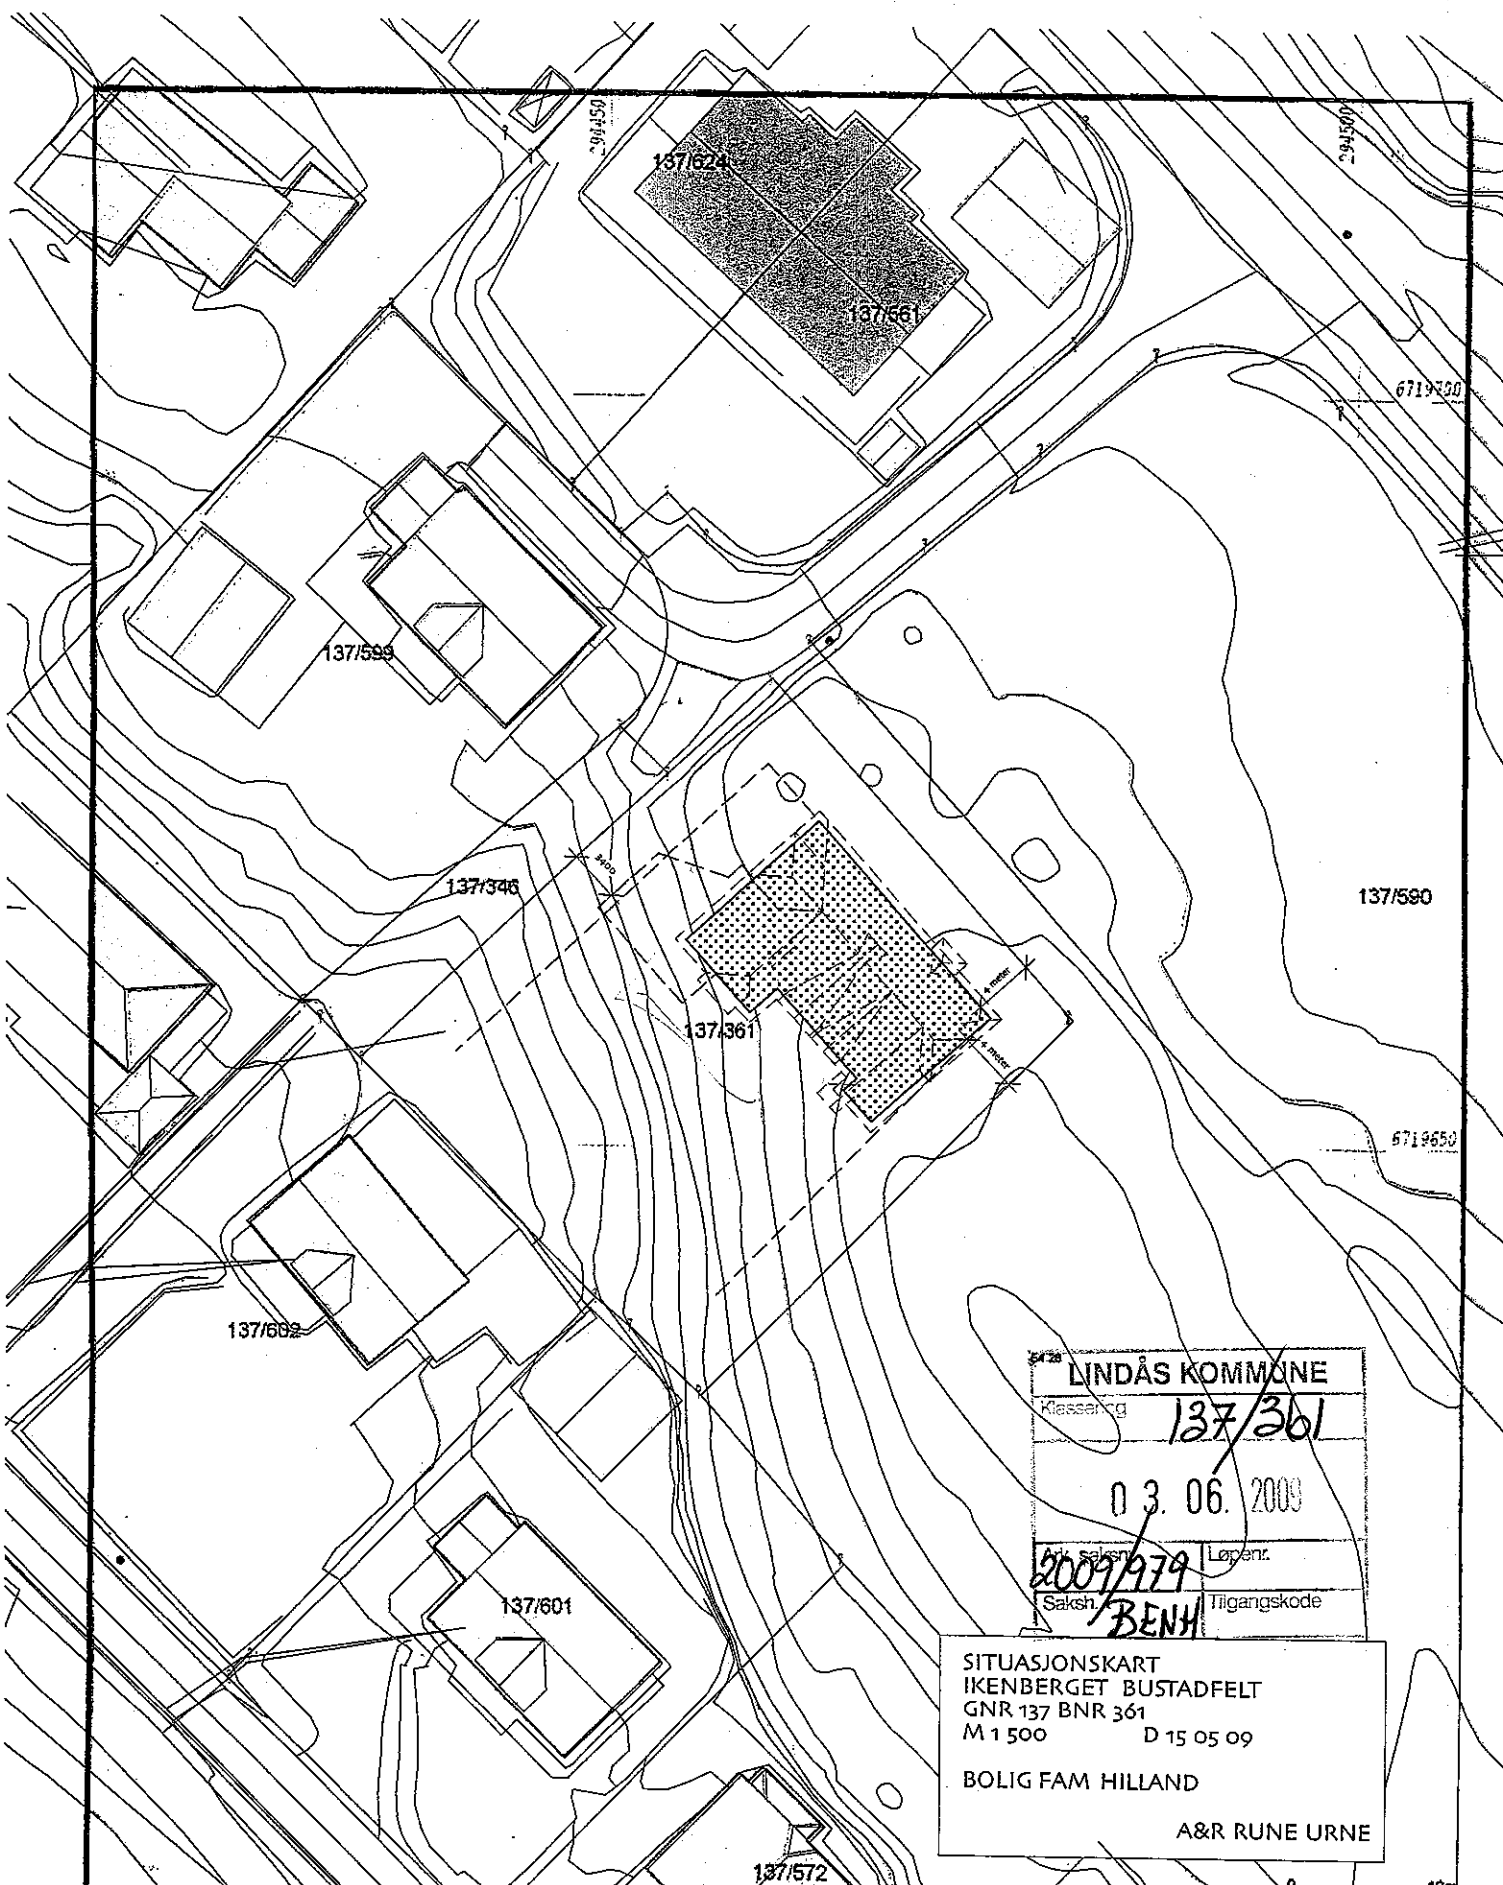 294450
294500
137/624
137/561
6719700
137/599
137/346
137/590
3400
4 meter
137/361
4 meter
6719650
137/602
LINDÅS KOMMUNE
Klassering 137/361
03. 06. 2009
Ark. saksnr. Løpenr.
2009/979
Saksh. BENH Tilgangskode
137/601
SITUASJONSKART
IKENBERGET BUSTADFELT
GNR 137 BNR 361
M 1 500 D 15 05 09
BOLIG FAM HILLAND
A&R RUNE URNE
137/572